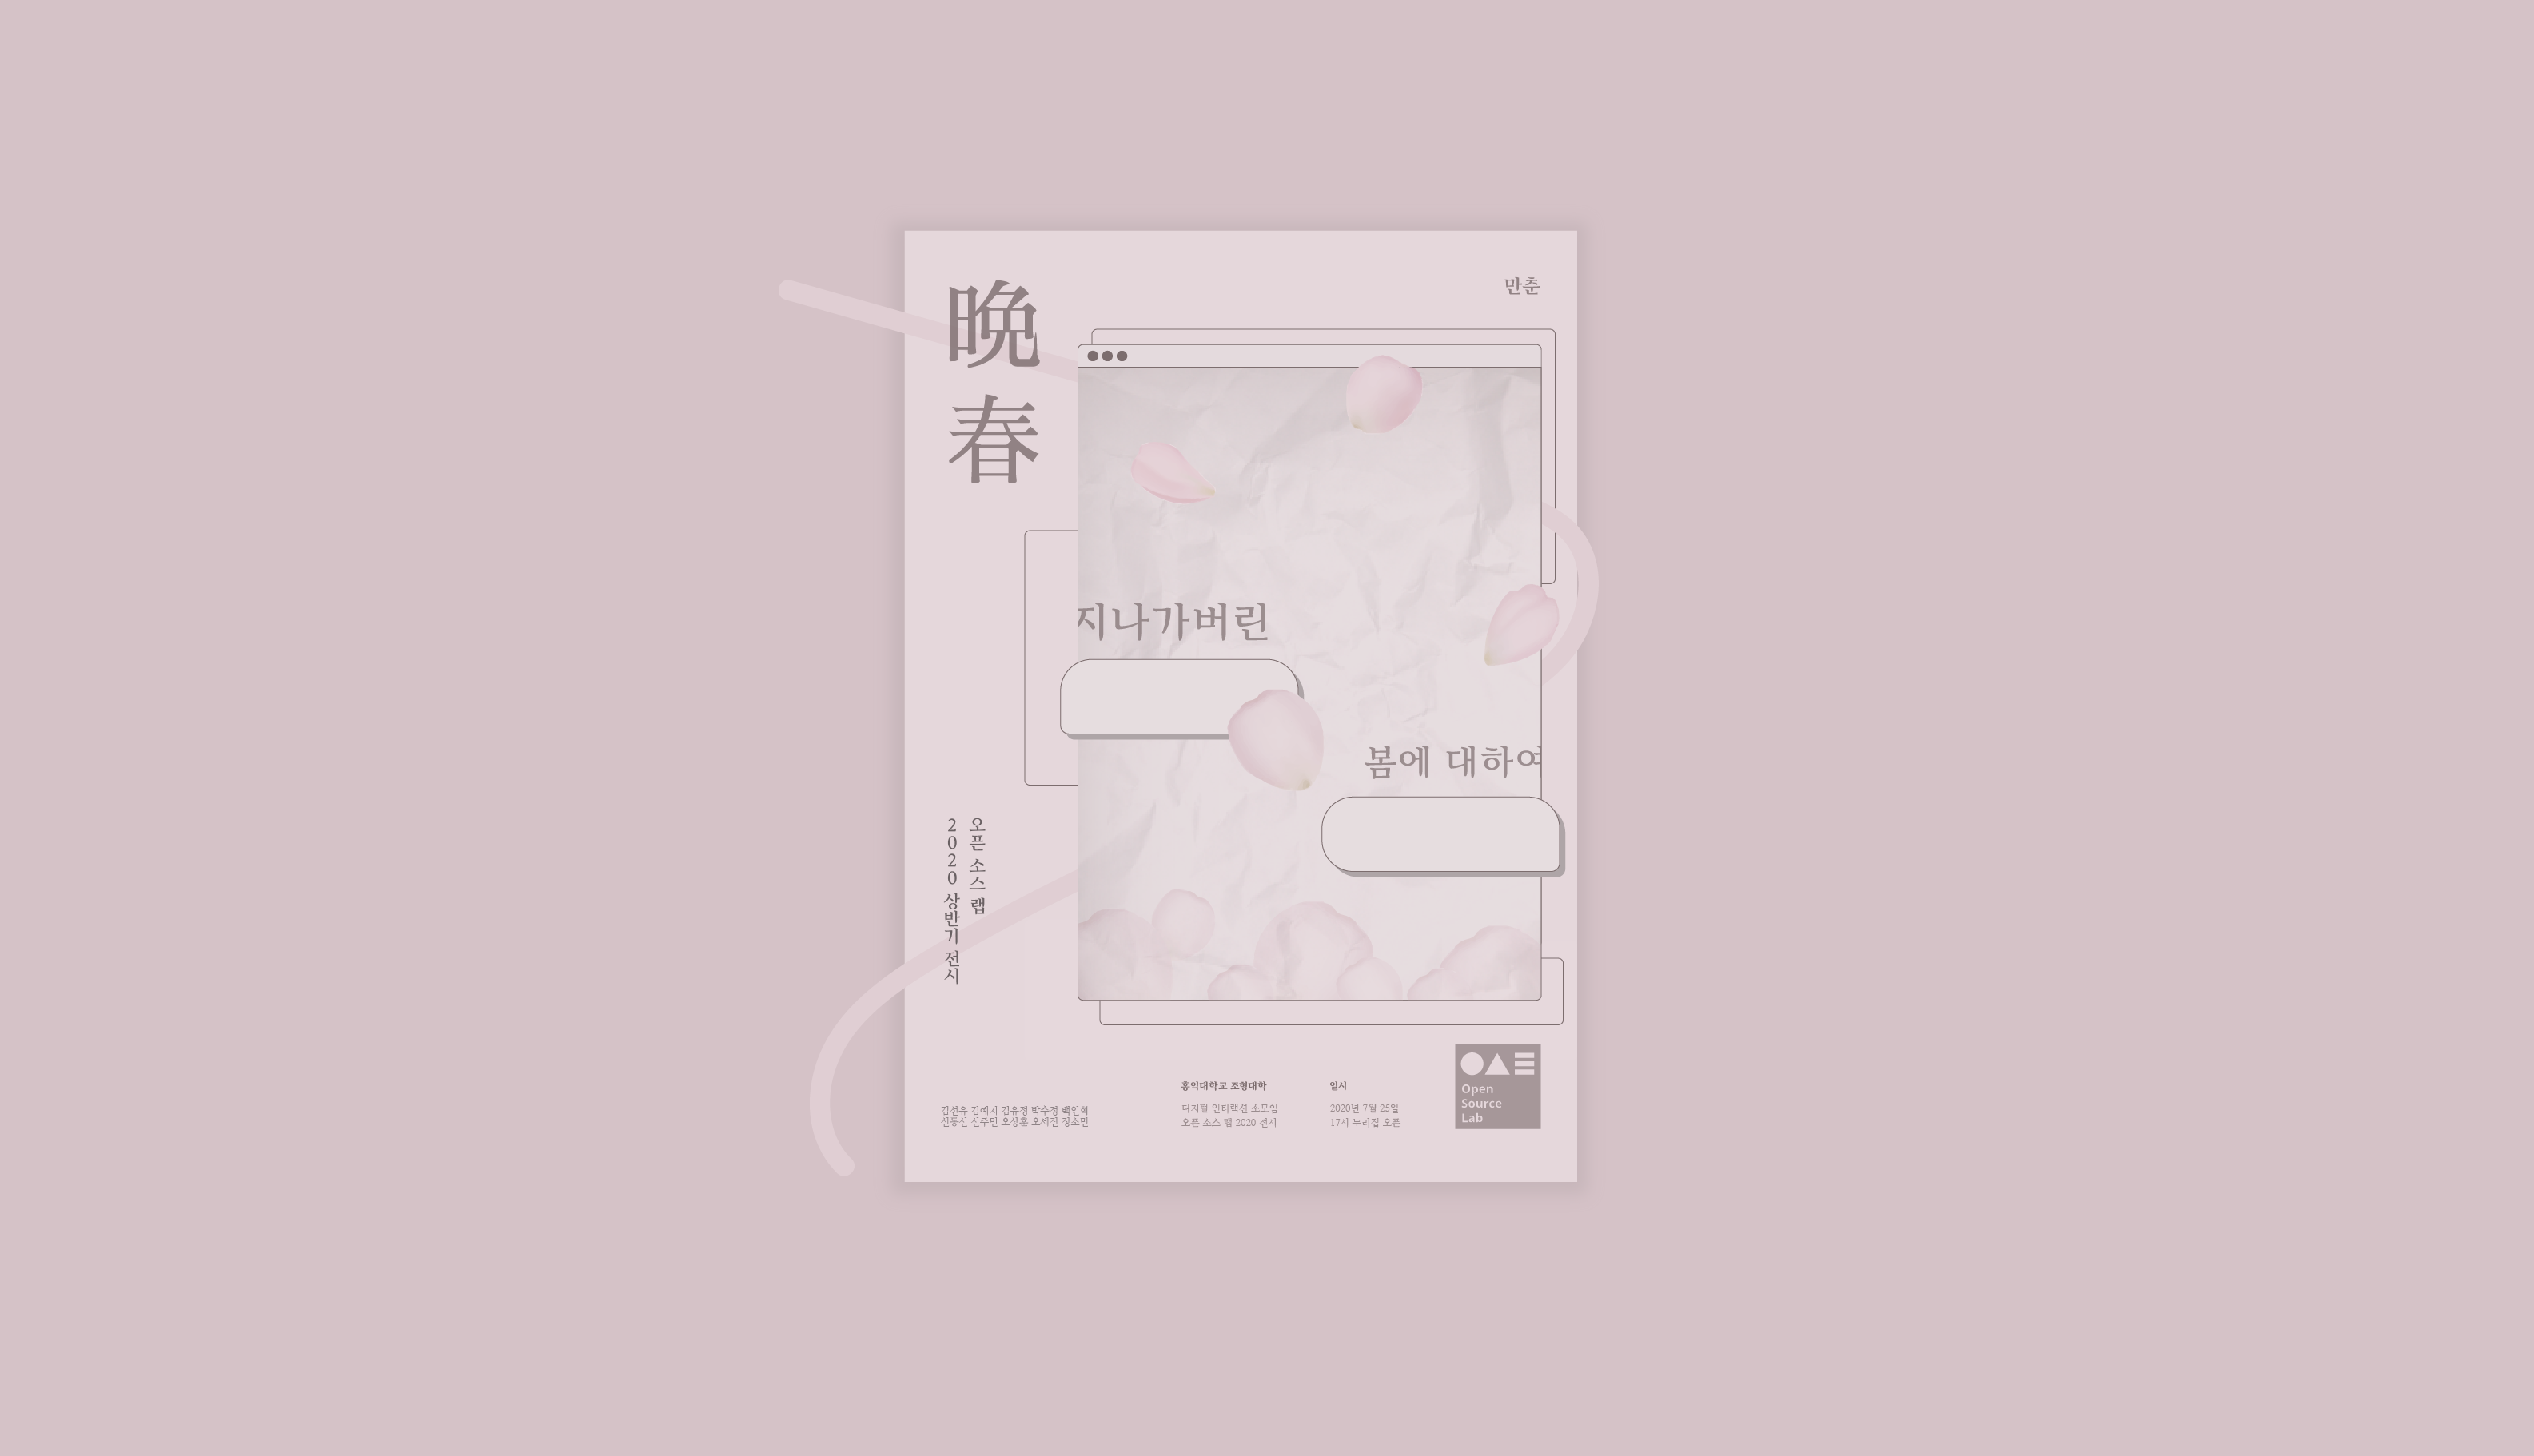 晩
春
만춘
지나가버린
봄에 대하여
오픈 소스 랩
2020 상반기 전시
김선유 김예지 김유정 박수정 백인혁
신동선 신주민 오상훈 오세진 정소민
홍익대학교 조형대학
디지털 인터랙션 소모임
오픈 소스 랩 2020 전시
일시
2020년 7월 25일
17시 누리집 오픈
Open
Source
Lab